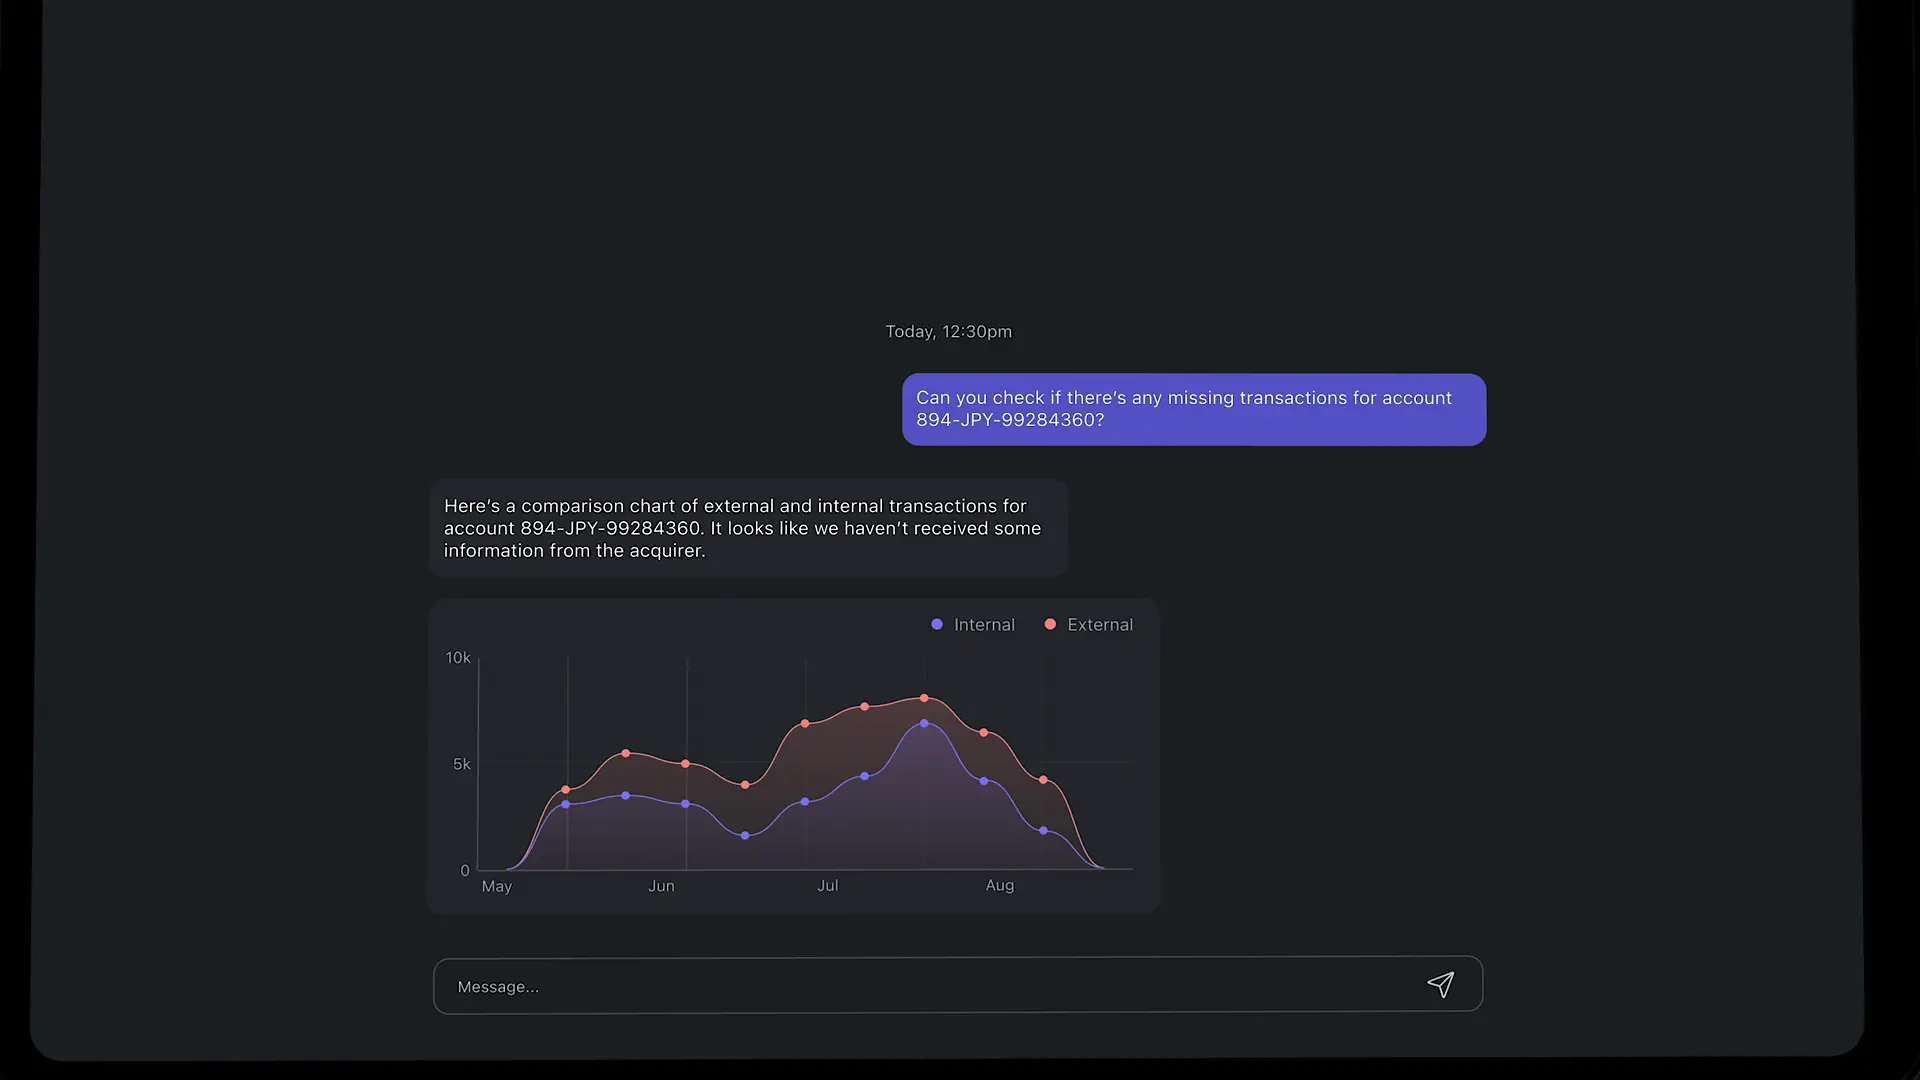 Today, 12:30pm
Can you check if there’s any missing transactions for account
894-JPY-99284360?
Here’s a comparison chart of external and internal transactions for
account 894-JPY-99284360. It looks like we haven’t received some
information from the acquirer.
Internal External
10k
5k
0
May Jun Jul Aug
Message...